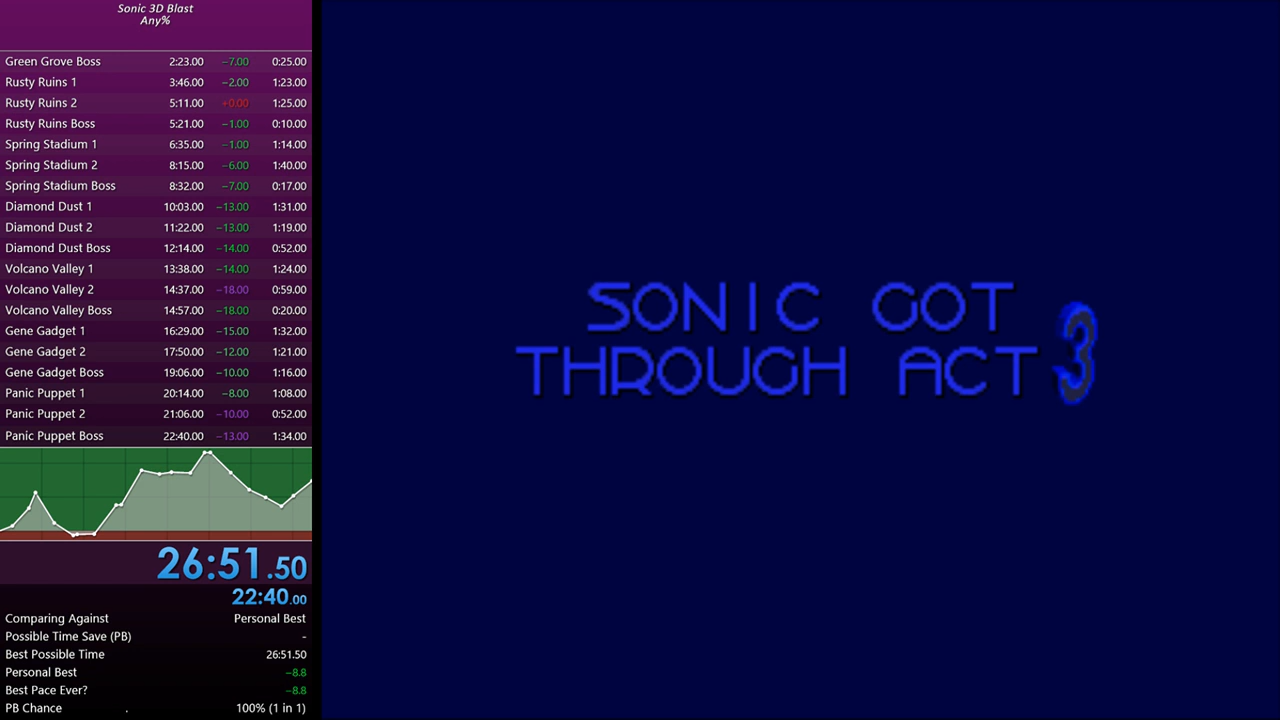 Sonic 3D Blast
Any%
Green Grove Boss 2:23.00 −7.00 0:25.00
Rusty Ruins 1 3:46.00 −2.00 1:23.00
Rusty Ruins 2 5:11.00 +0.00 1:25.00
Rusty Ruins Boss 5:21.00 −1.00 0:10.00
Spring Stadium 1 6:35.00 −1.00 1:14.00
Spring Stadium 2 8:15.00 −6.00 1:40.00
Spring Stadium Boss 8:32.00 −7.00 0:17.00
Diamond Dust 1 10:03.00 −13.00 1:31.00
Diamond Dust 2 11:22.00 −13.00 1:19.00
Diamond Dust Boss 12:14.00 −14.00 0:52.00
Volcano Valley 1 13:38.00 −14.00 1:24.00
Volcano Valley 2 14:37.00 −18.00 0:59.00
Volcano Valley Boss 14:57.00 −18.00 0:20.00
Gene Gadget 1 16:29.00 −15.00 1:32.00
Gene Gadget 2 17:50.00 −12.00 1:21.00
Gene Gadget Boss 19:06.00 −10.00 1:16.00
Panic Puppet 1 20:14.00 −8.00 1:08.00
Panic Puppet 2 21:06.00 −10.00 0:52.00
Panic Puppet Boss 22:40.00 −13.00 1:34.00
26:51.50
22:40.00
Comparing Against Personal Best
Possible Time Save (PB) -
Best Possible Time 26:51.50
Personal Best −8.8
Best Pace Ever? −8.8
PB Chance . 100% (1 in 1)
SONIC GOT
THROUGH ACT 3